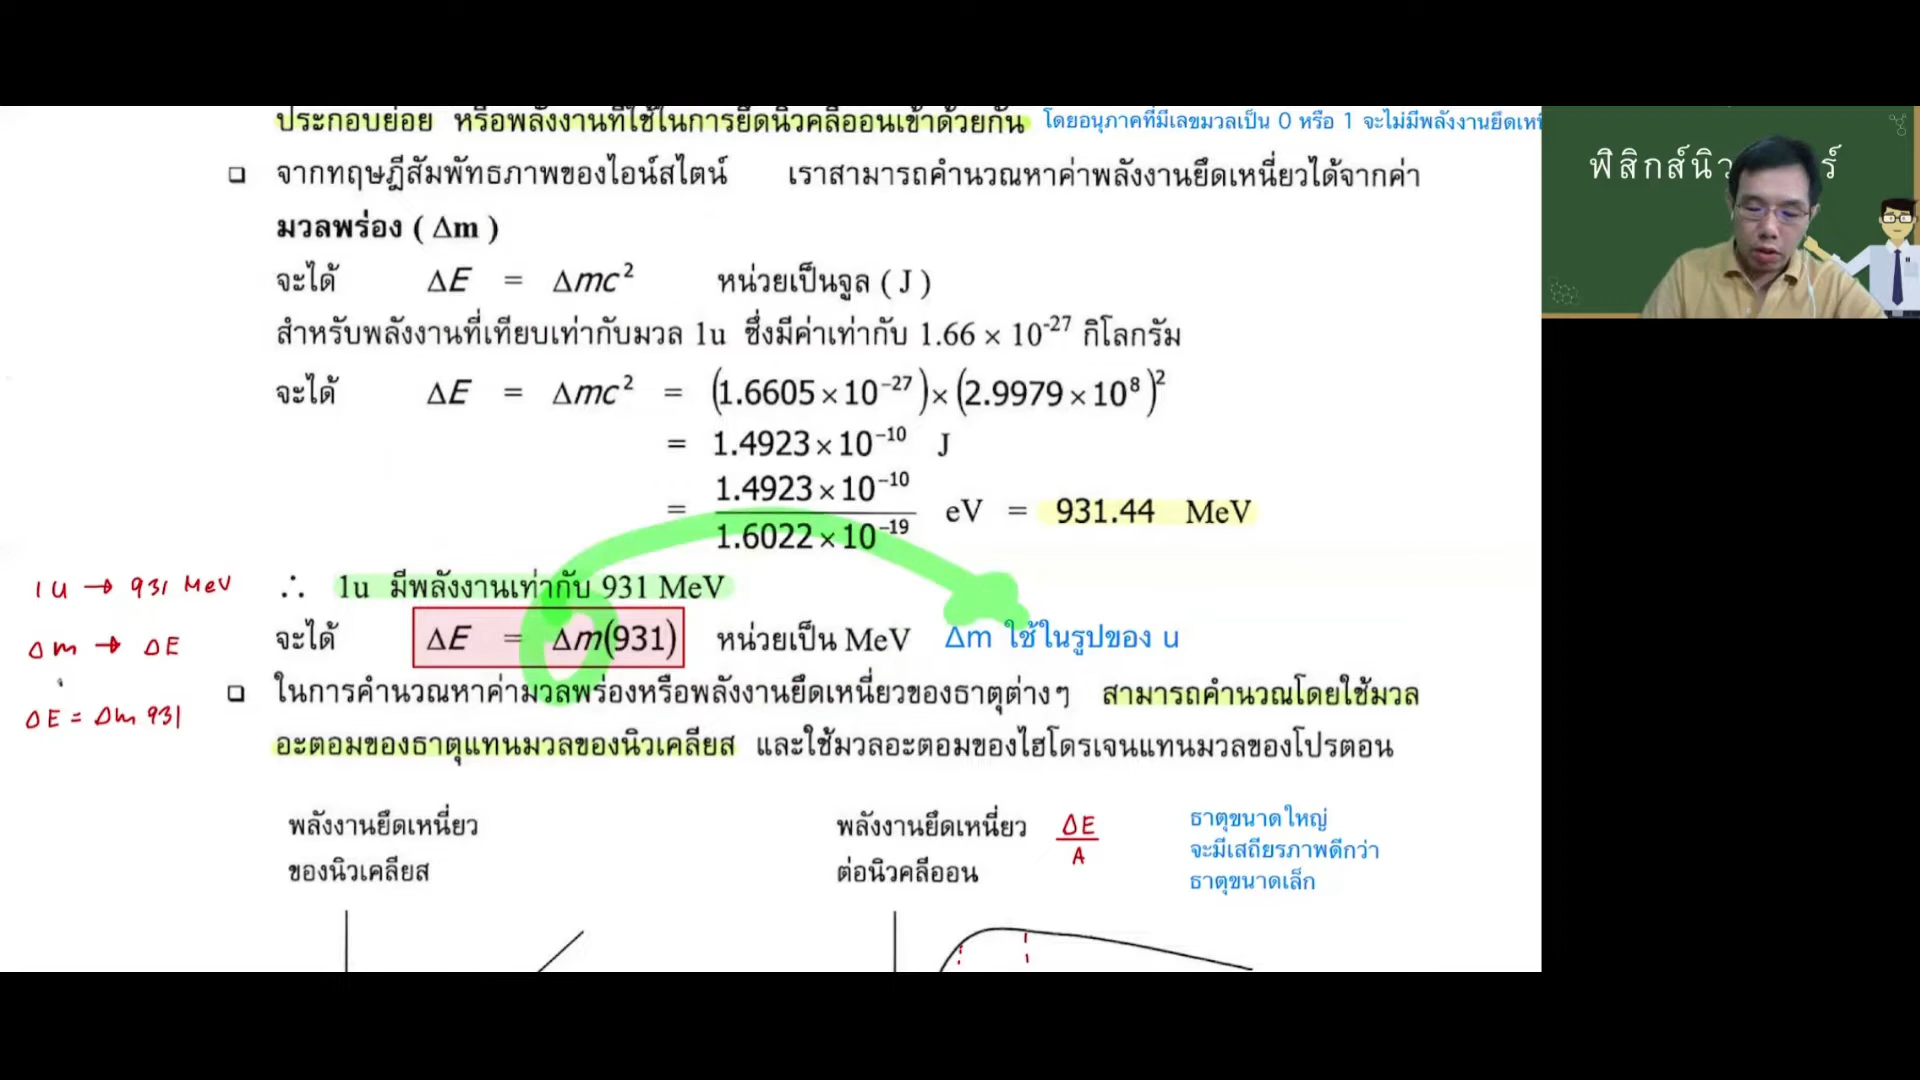 ประกอบย่อย หรือพลังงานที่ใช้ในการยึดนิวคลีออนเข้าด้วยกัน โดยอนุภาคที่มีเลขมวลเป็น 0 หรือ 1 จะไม่มีพลังงานยึดเหนี่
❑ จากทฤษฎีสัมพัทธภาพของไอน์สไตน์ เราสามารถคำนวณหาค่าพลังงานยึดเหนี่ยวได้จากค่า
มวลพร่อง ( Δm )
จะได้ ΔE = Δmc² หน่วยเป็นจูล ( J )
สำหรับพลังงานที่เทียบเท่ากับมวล 1u ซึ่งมีค่าเท่ากับ 1.66 × 10⁻²⁷ กิโลกรัม
จะได้ ΔE = Δmc² = (1.6605×10⁻²⁷)×(2.9979×10⁸)²
= 1.4923×10⁻¹⁰ J
= 1.4923×10⁻¹⁰ / 1.6022×10⁻¹⁹ eV = 931.44 MeV
∴ 1u มีพลังงานเท่ากับ 931 MeV
จะได้ ΔE = Δm(931) หน่วยเป็น MeV Δm ใช้ในรูปของ u
❑ ในการคำนวณหาค่ามวลพร่องหรือพลังงานยึดเหนี่ยวของธาตุต่างๆ สามารถคำนวณโดยใช้มวล
อะตอมของธาตุแทนมวลของนิวเคลียส และใช้มวลอะตอมของไฮโดรเจนแทนมวลของโปรตอน
1u → 931 MeV
Δm → ΔE
ΔE = Δm 931
พลังงานยึดเหนี่ยว
ของนิวเคลียส
พลังงานยึดเหนี่ยว
ต่อนิวคลีออน
ΔE
A
ธาตุขนาดใหญ่
จะมีเสถียรภาพดีกว่า
ธาตุขนาดเล็ก